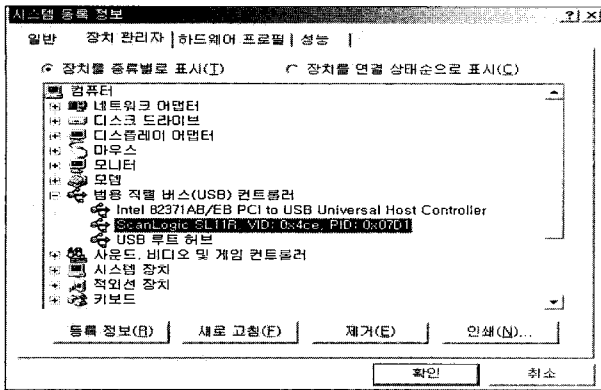 시스템 등록 정보
일반 장치 관리자 하드웨어 프로필 성능
장치를 종류별로 표시(T) 장치를 연결 상태순으로 표시(C)
컴퓨터
네트워크 어댑터
디스크 드라이브
디스플레이 어댑터
마우스
모니터
모뎀
범용 직렬 버스(USB) 컨트롤러
Intel 82371AB/EB PCI to USB Universal Host Controller
ScanLogic SL11R, VID: 0x4ce, PID: 0x07D1
USB 루트 허브
사운드, 비디오 및 게임 컨트롤러
시스템 장치
적외선 장치
키보드
등록 정보(R) 새로 고침(F) 제거(E) 인쇄(N)...
확인 취소